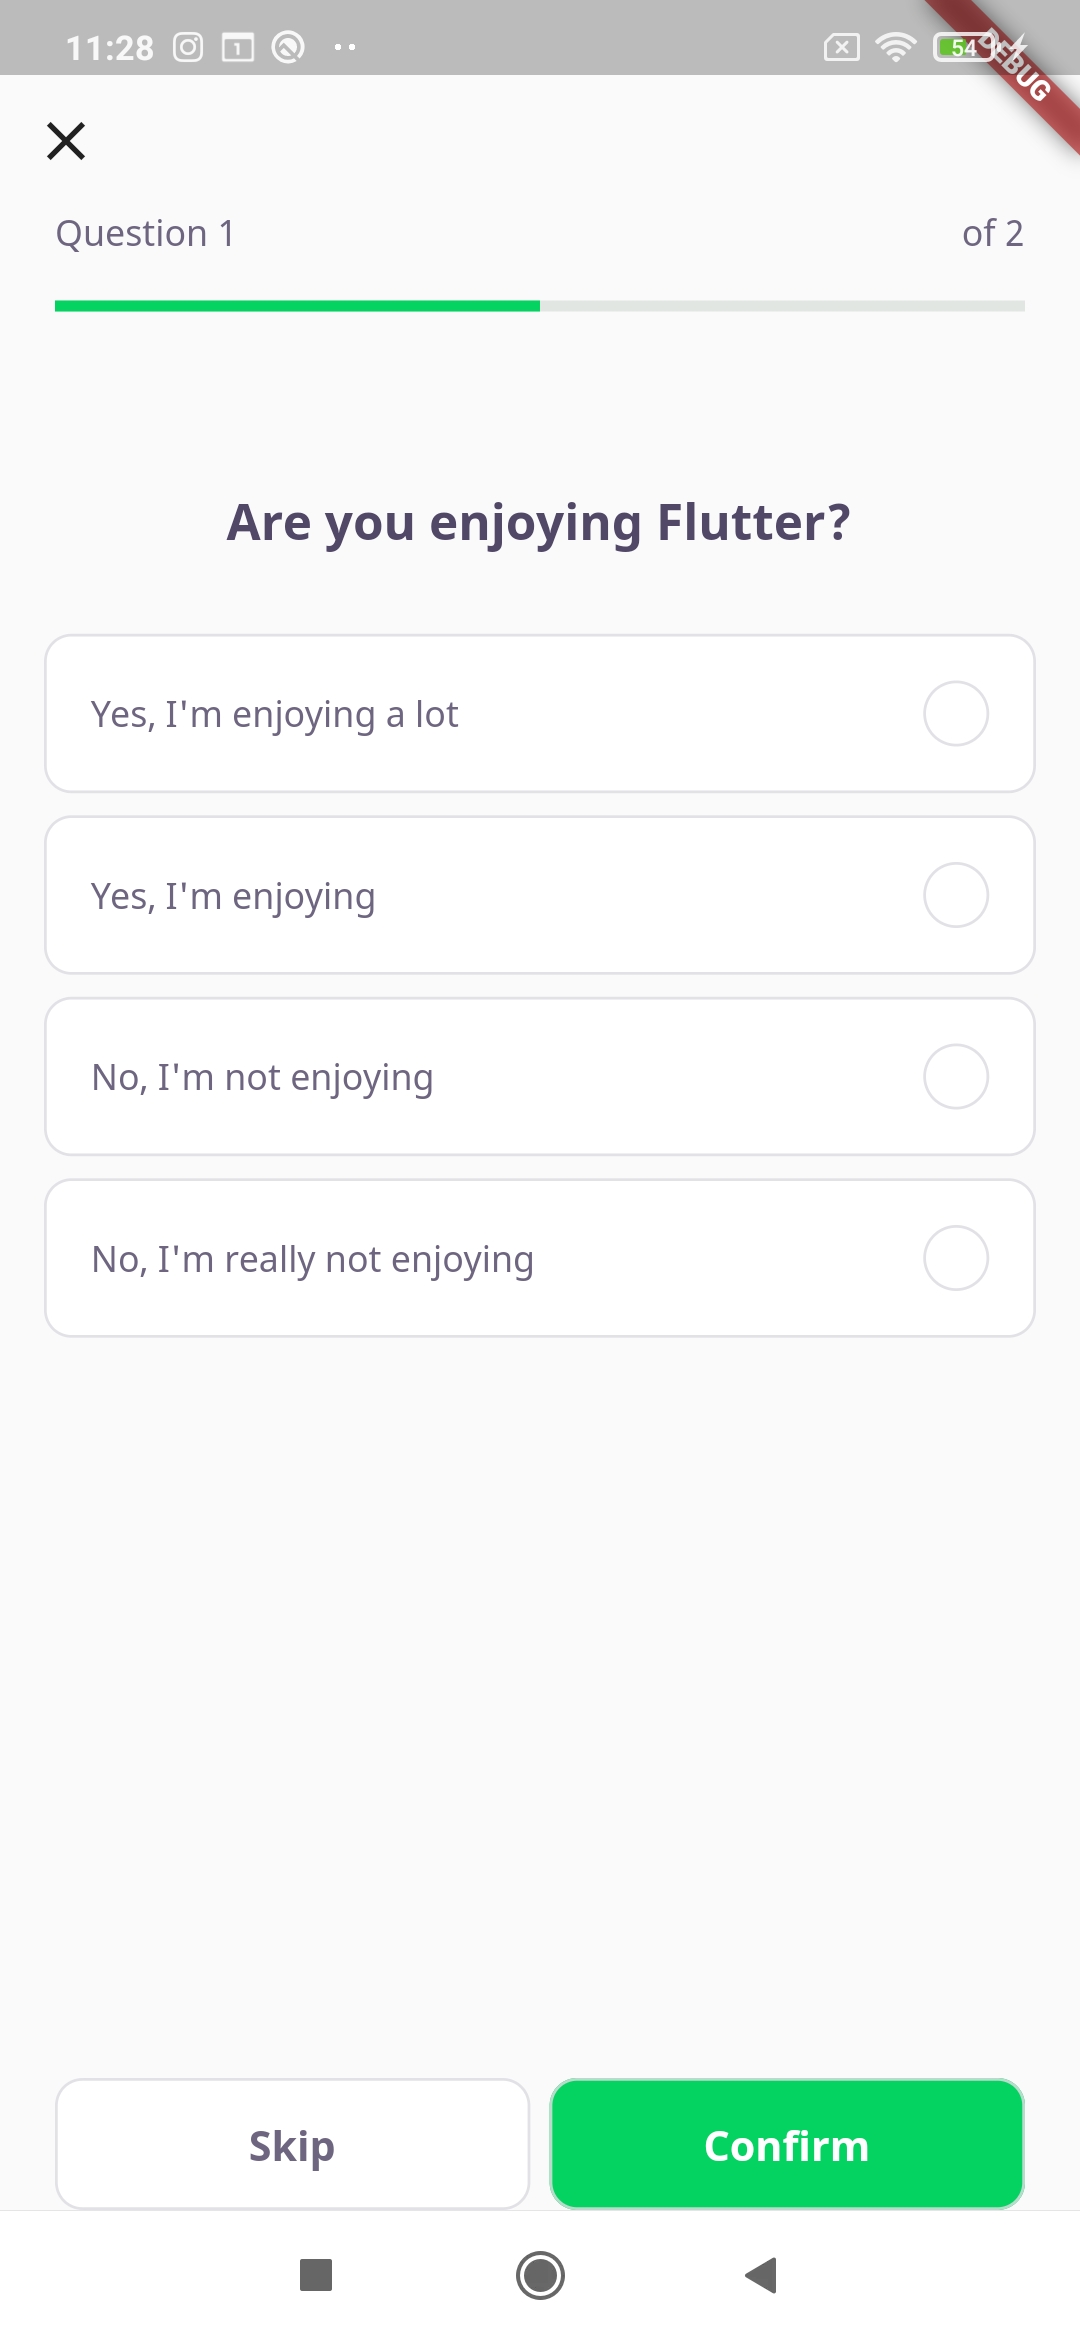 11:28
1
54
DEBUG
Question 1
of 2
Are you enjoying Flutter?
Yes, I'm enjoying a lot
Yes, I'm enjoying
No, I'm not enjoying
No, I'm really not enjoying
Skip
Confirm